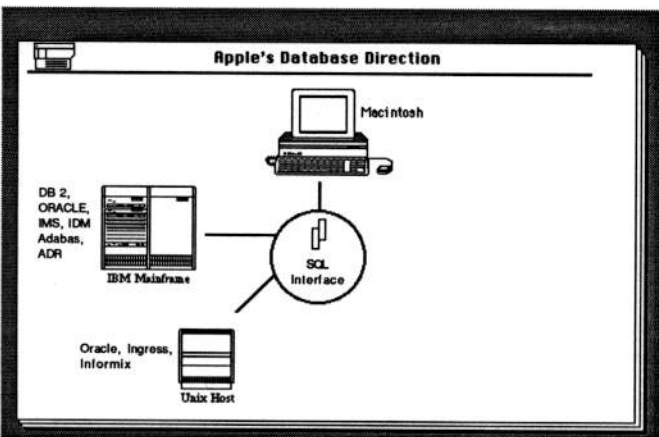 Apple's Database Direction
Macintosh
DB 2,
ORACLE,
IMS, IDM
Adabas,
ADR
IBM Mainframe
SQL
Interface
Oracle, Ingress,
Informix
Unix Host